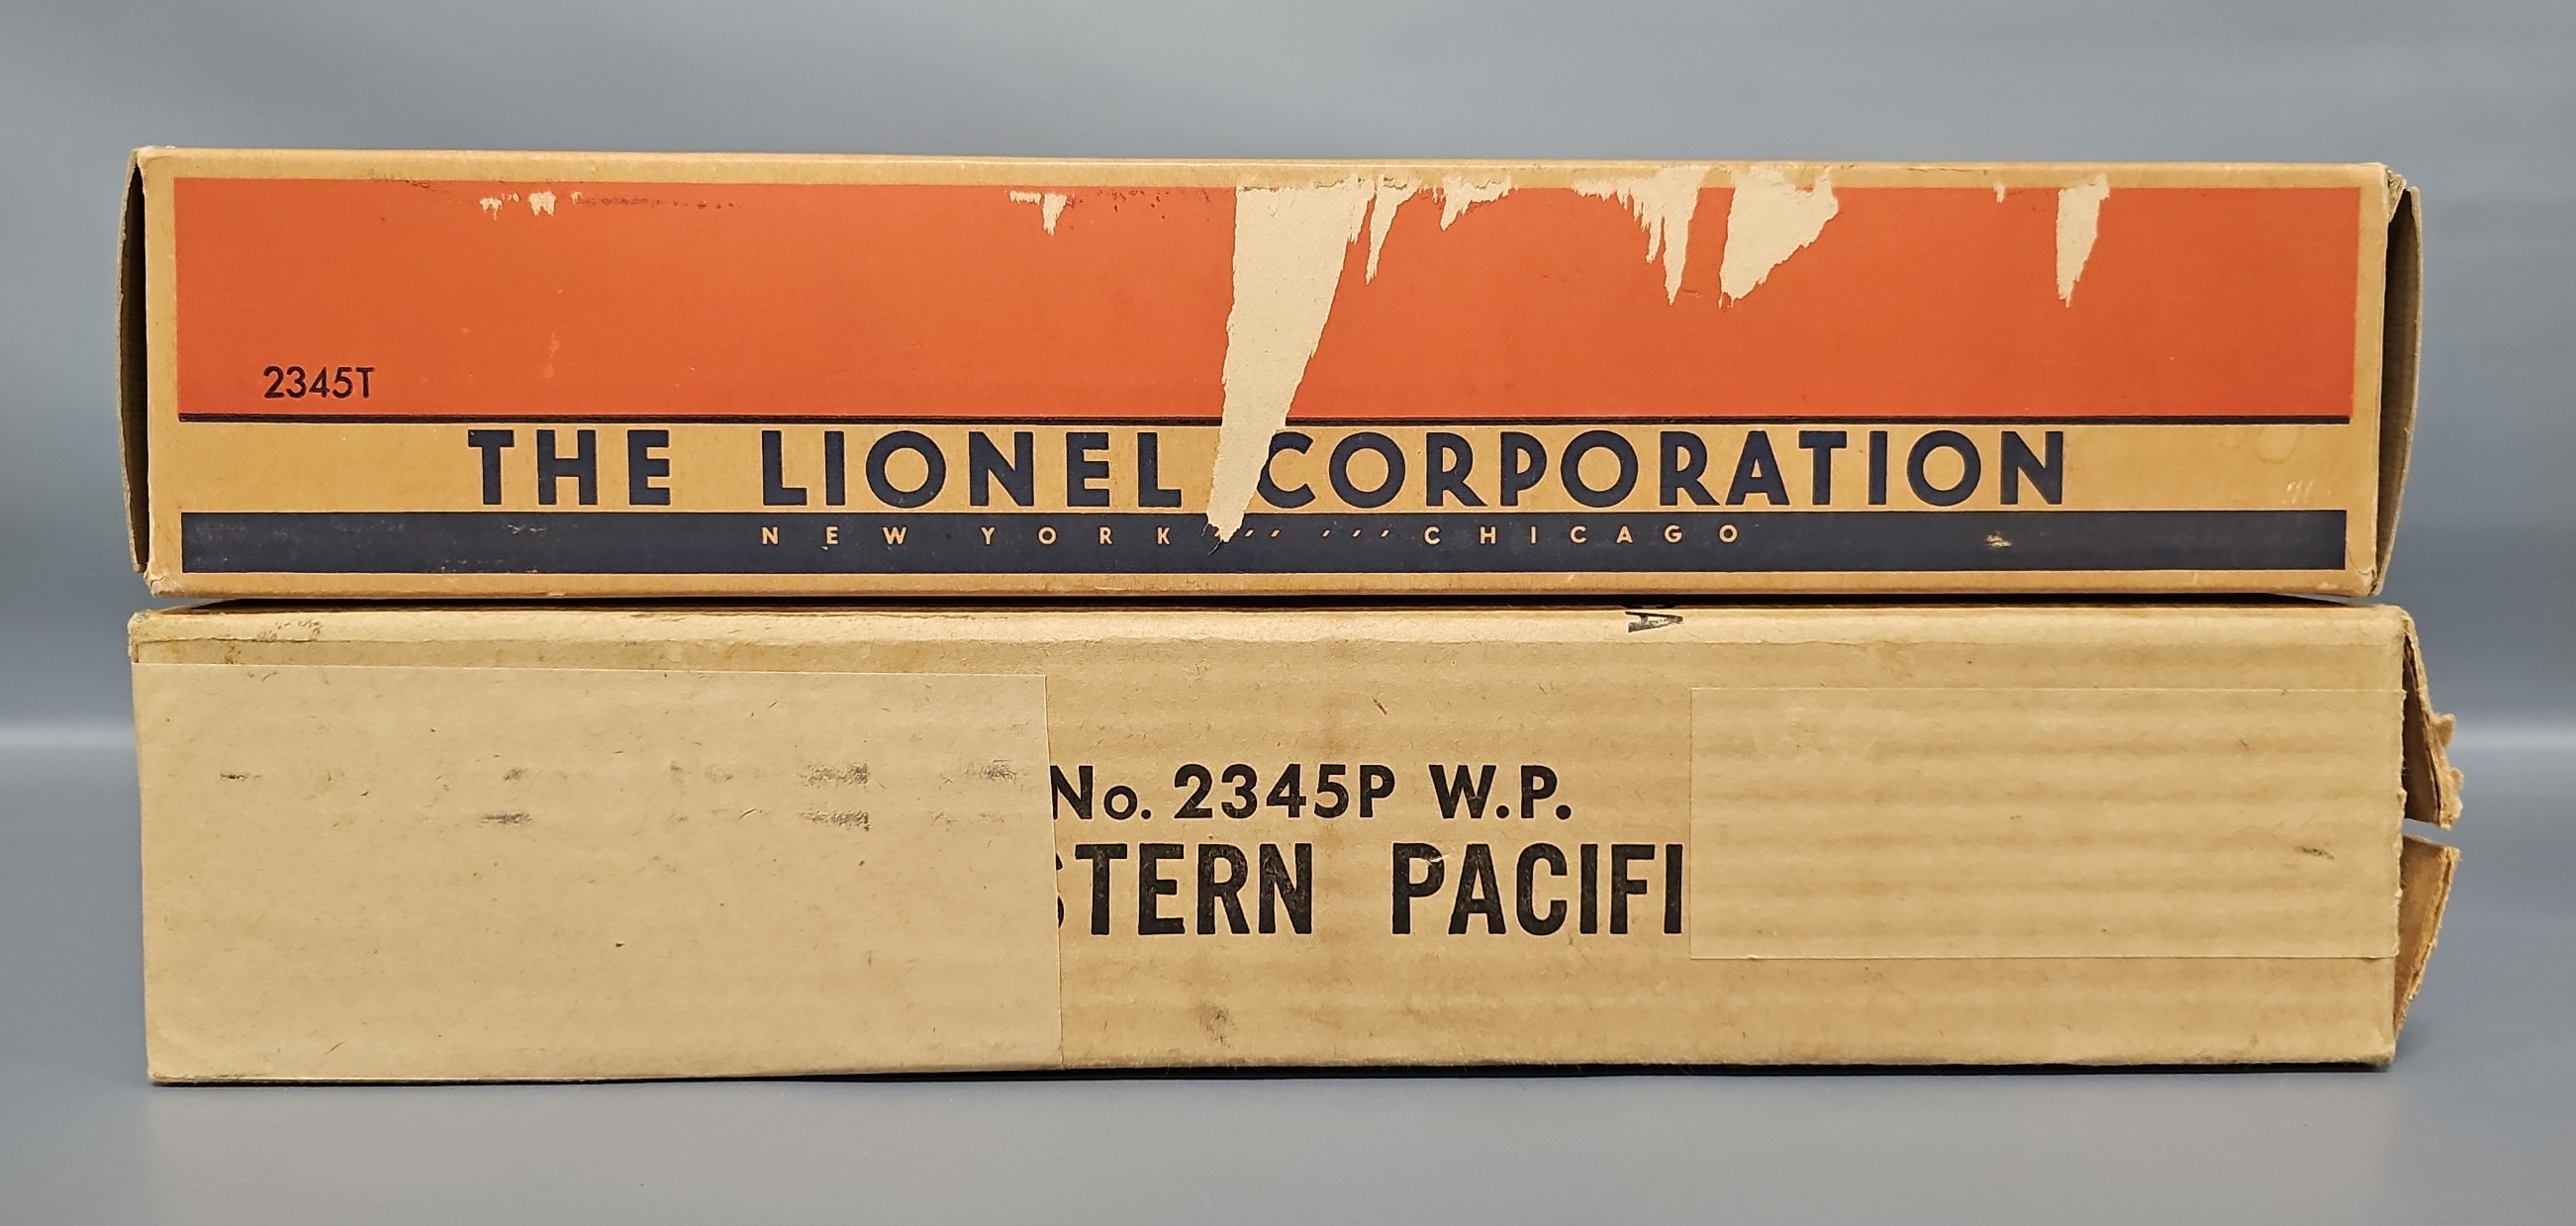 2345T
THE LIONEL CORPORATION
NEW YORK ′′′ ′′′ CHICAGO
No. 2345P W.P.
STERN PACIFI